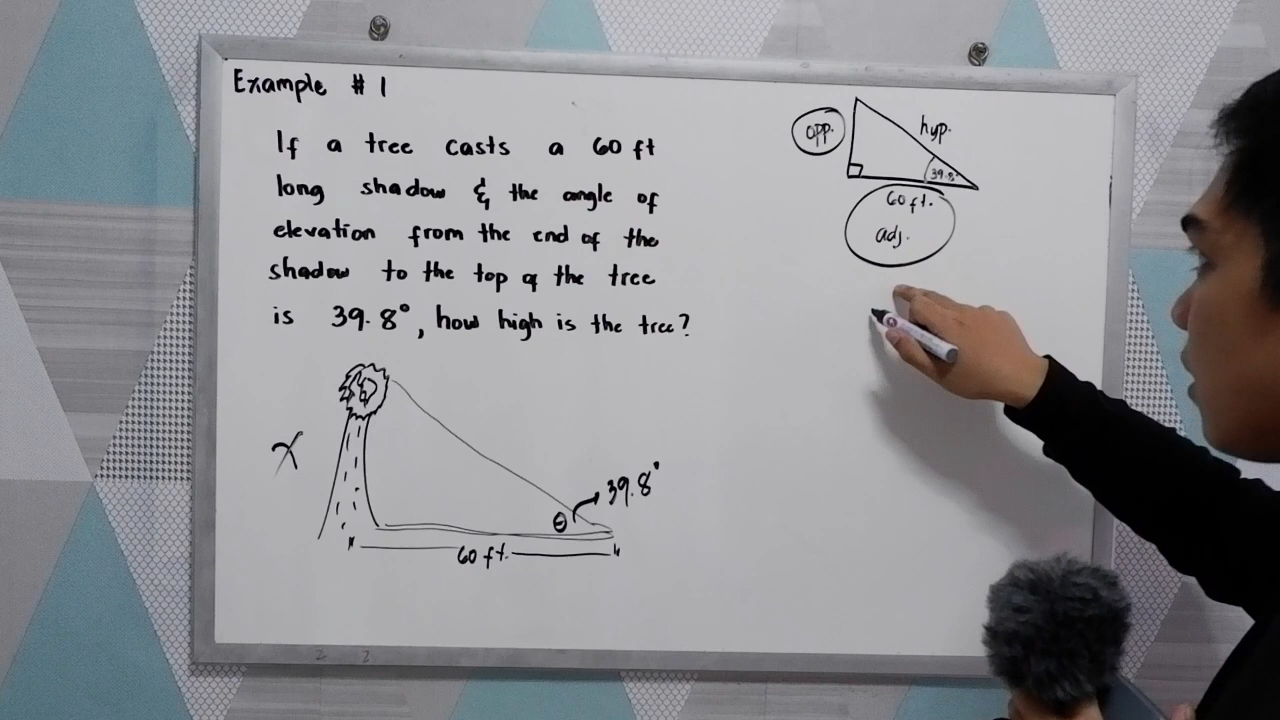 Example # 1
If a tree casts a 60 ft
long shadow & the angle of
elevation from the end of the
shadow to the top of the tree
is 39.8°, how high is the tree?
x
θ
39.8°
60 ft.
opp.
hyp.
39.8°
60 ft.
adj.